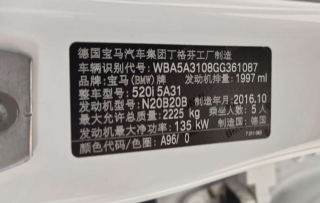 德国宝马汽车集团丁格芬工厂制造
车辆识别代号: WBA5A3108GG361087
品牌: 宝马(BMW)牌 发动机排量: 1997 ml
整车型号: 520i 5A31
发动机型号: N20B20B 制造年月: 2016.10
最大允许总质量: 2225 kg 乘坐人数: 5 人
发动机最大净功率: 135 kW 制造国: 德国
颜色代码/色圈: A96/ 0